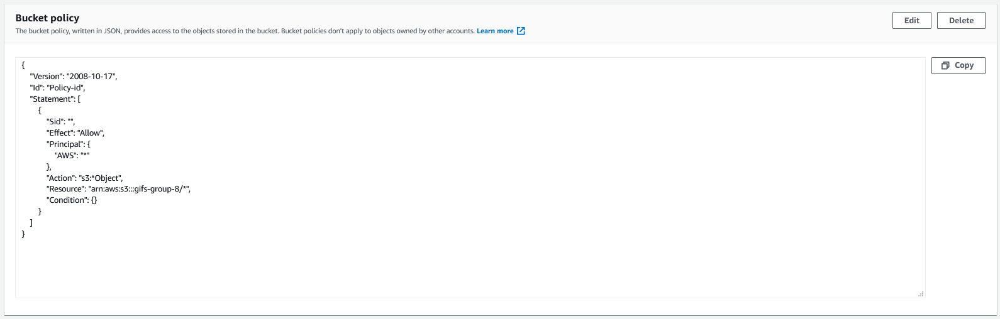 Bucket policy
The bucket policy, written in JSON, provides access to the objects stored in the bucket. Bucket policies don't apply to objects owned by other accounts. Learn more
Edit
Delete
Copy
{
"Version": "2008-10-17",
"Id": "Policy-id",
"Statement": [
{
"Sid": "",
"Effect": "Allow",
"Principal": {
"AWS": "*"
},
"Action": "s3:*Object",
"Resource": "arn:aws:s3:::gifs-group-8/*",
"Condition": {}
}
]
}